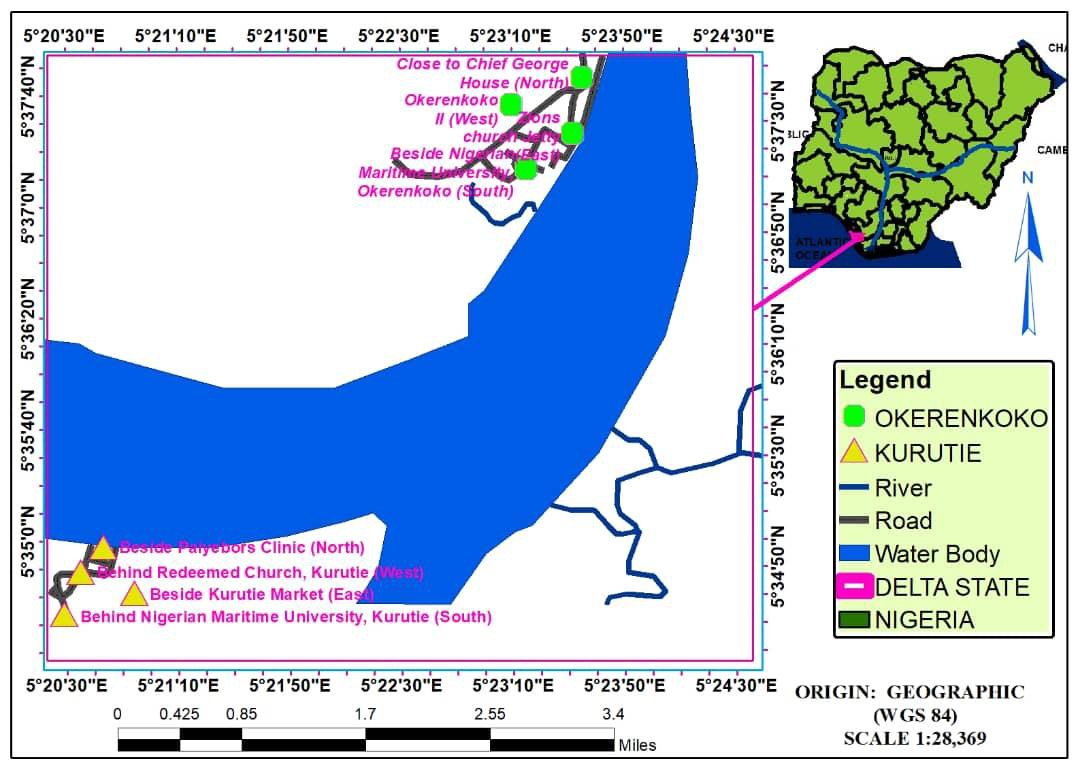 5°20'30"E 5°21'10"E 5°21'50"E 5°22'30"E 5°23'10"E 5°23'50"E 5°24'30"E
5°37'40"N
5°37'0"N
5°36'20"N
5°35'40"N
5°35'0"N
Close to Chief George
House (North)
Okerenkoko
II (West)
Zions
church Jetty
(East)
Beside Nigerian
Maritime University
Okerenkoko (South)
Beside Paiyebors Clinic (North)
Behind Redeemed Church, Kurutie (West)
Beside Kurutie Market (East)
Behind Nigerian Maritime University, Kurutie (South)
5°37'30"N
5°36'50"N
5°36'10"N
5°35'30"N
5°34'50"N
5°20'30"E 5°21'10"E 5°21'50"E 5°22'30"E 5°23'10"E 5°23'50"E 5°24'30"E
0 0.425 0.85 1.7 2.55 3.4
Miles
CHA
BLIC
CAME
ATLANTIC
OCEAN
N
Legend
OKERENKOKO
KURUTIE
River
Road
Water Body
DELTA STATE
NIGERIA
ORIGIN: GEOGRAPHIC
(WGS 84)
SCALE 1:28,369